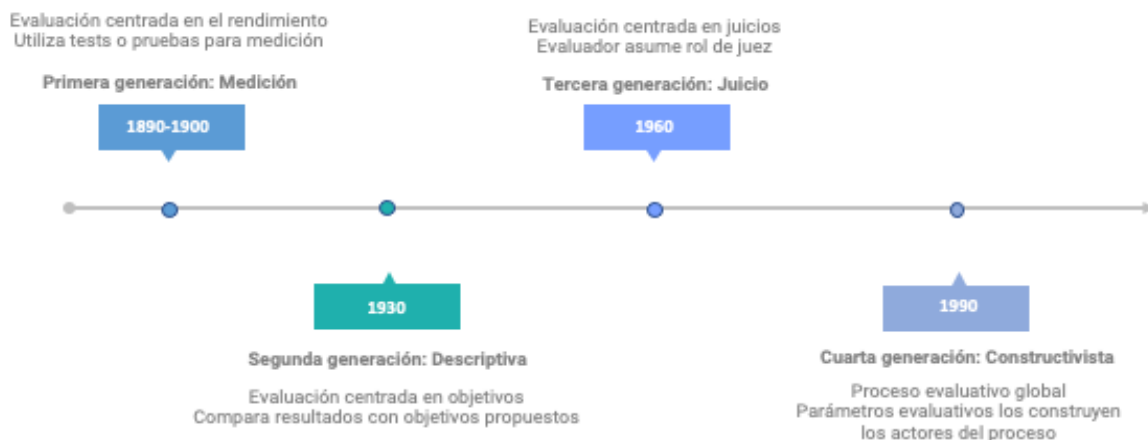 Evaluación centrada en el rendimiento
Utiliza tests o pruebas para medición
Primera generación: Medición
1890-1900
Evaluación centrada en juicios
Evaluador asume rol de juez
Tercera generación: Juicio
1960
1930
Segunda generación: Descriptiva
Evaluación centrada en objetivos
Compara resultados con objetivos propuestos
1990
Cuarta generación: Constructivista
Proceso evaluativo global
Parámetros evaluativos los construyen
los actores del proceso